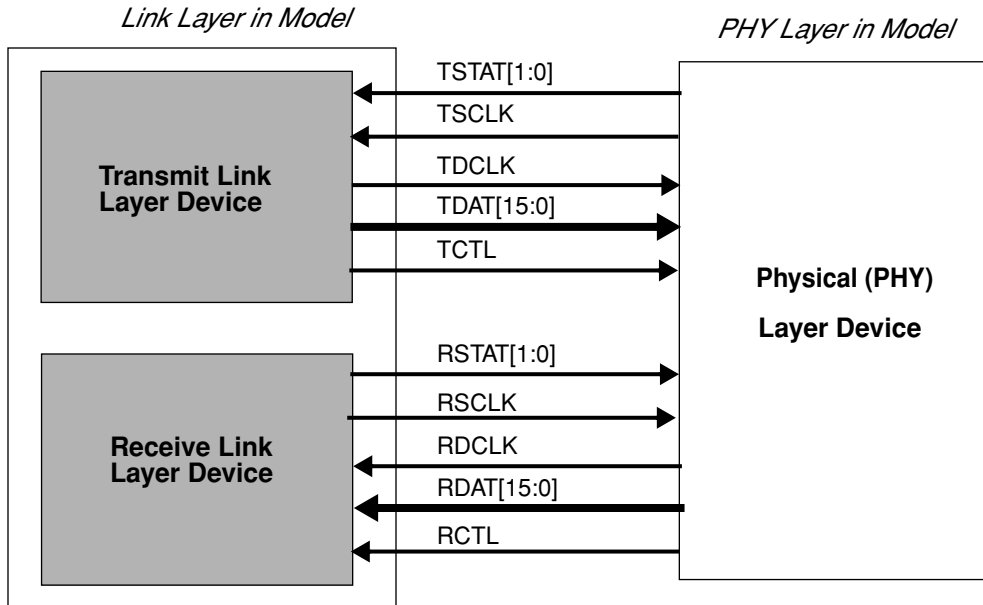 Link Layer in Model
PHY Layer in Model
TSTAT[1:0]
TSCLK
Transmit Link
Layer Device
TDCLK
TDAT[15:0]
TCTL
Physical (PHY)
Layer Device
RSTAT[1:0]
RSCLK
Receive Link
Layer Device
RDCLK
RDAT[15:0]
RCTL